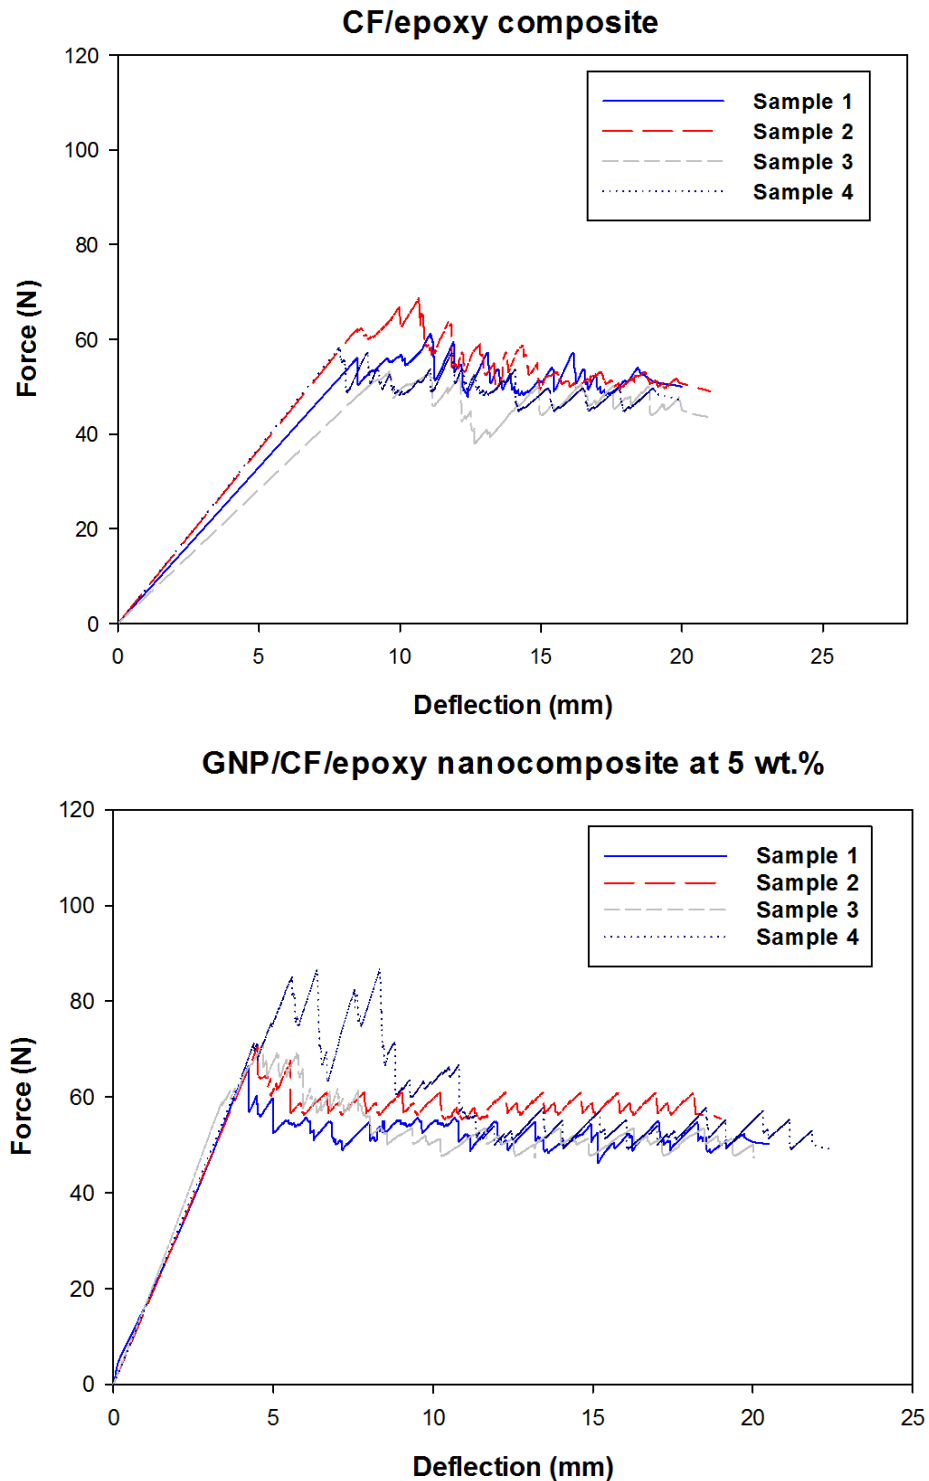 CF/epoxy composite
120
100
80
60
40
20
0
Force (N)
Sample 1
Sample 2
Sample 3
Sample 4
0 5 10 15 20 25
Deflection (mm)
GNP/CF/epoxy nanocomposite at 5 wt.%
120
100
80
60
40
20
0
Force (N)
Sample 1
Sample 2
Sample 3
Sample 4
0 5 10 15 20 25
Deflection (mm)